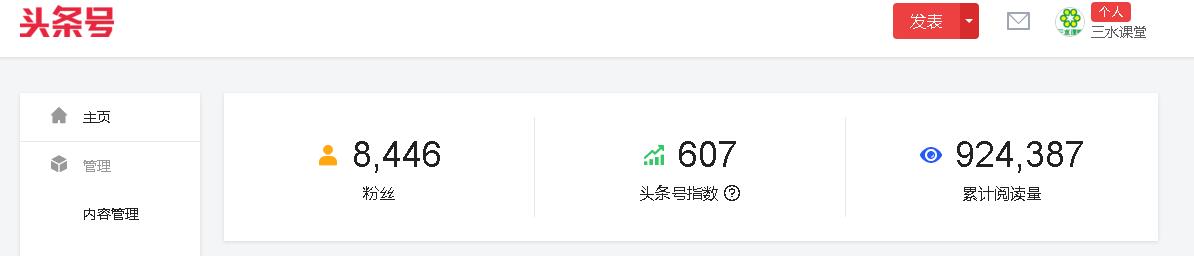 头条号
发表
个人
三水课堂
主页
管理
内容管理
8,446
粉丝
607
头条号指数
924,387
累计阅读量